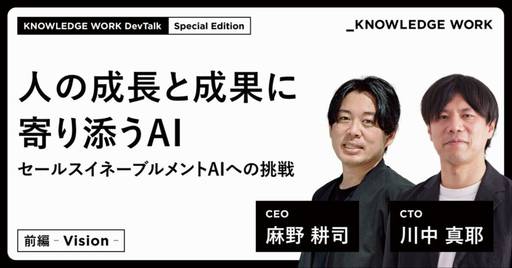 KNOWLEDGE WORK DevTalk Special Edition
_KNOWLEDGE WORK
人の成長と成果に
寄り添うAI
セールスイネーブルメントAIへの挑戦
CEO
麻野 耕司
CTO
川中 真耶
前編 - Vision -